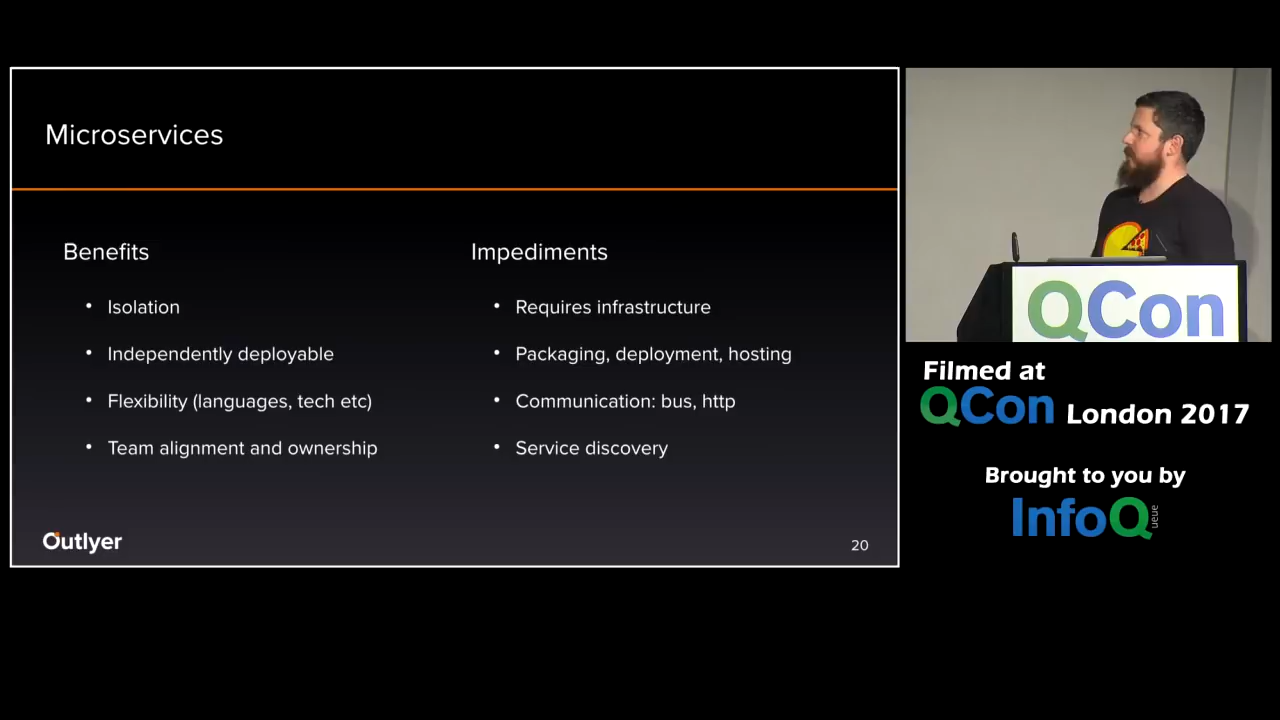 Microservices
Benefits
• Isolation
• Independently deployable
• Flexibility (languages, tech etc)
• Team alignment and ownership
Impediments
• Requires infrastructure
• Packaging, deployment, hosting
• Communication: bus, http
• Service discovery
Outlyer
20
QCon
Filmed at
QCon London 2017
Brought to you by
InfoQ
ueue